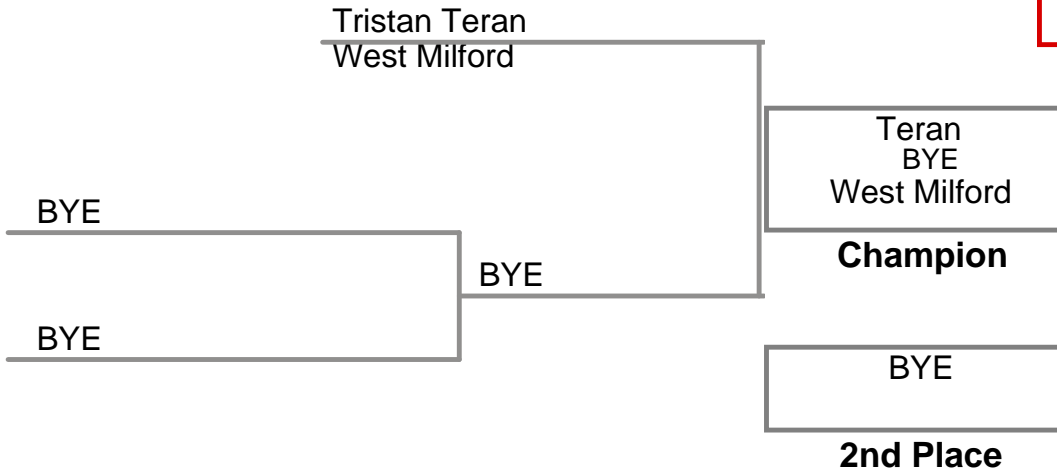 Tristan Teran
West Milford
Teran
BYE
West Milford
Champion
BYE
BYE
BYE
BYE
2nd Place